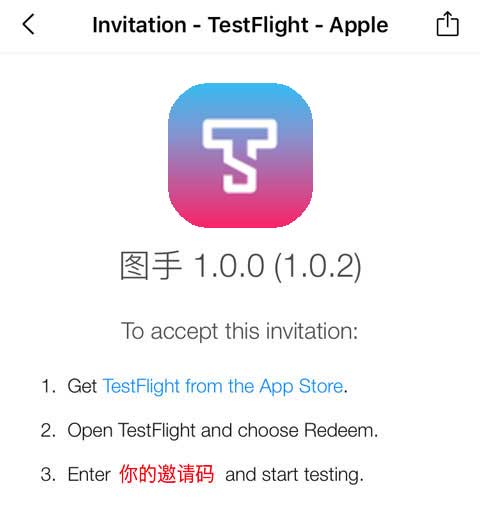 Invitation - TestFlight - Apple
TS
图手 1.0.0 (1.0.2)
To accept this invitation:
1. Get TestFlight from the App Store.
2. Open TestFlight and choose Redeem.
3. Enter 你的邀请码 and start testing.